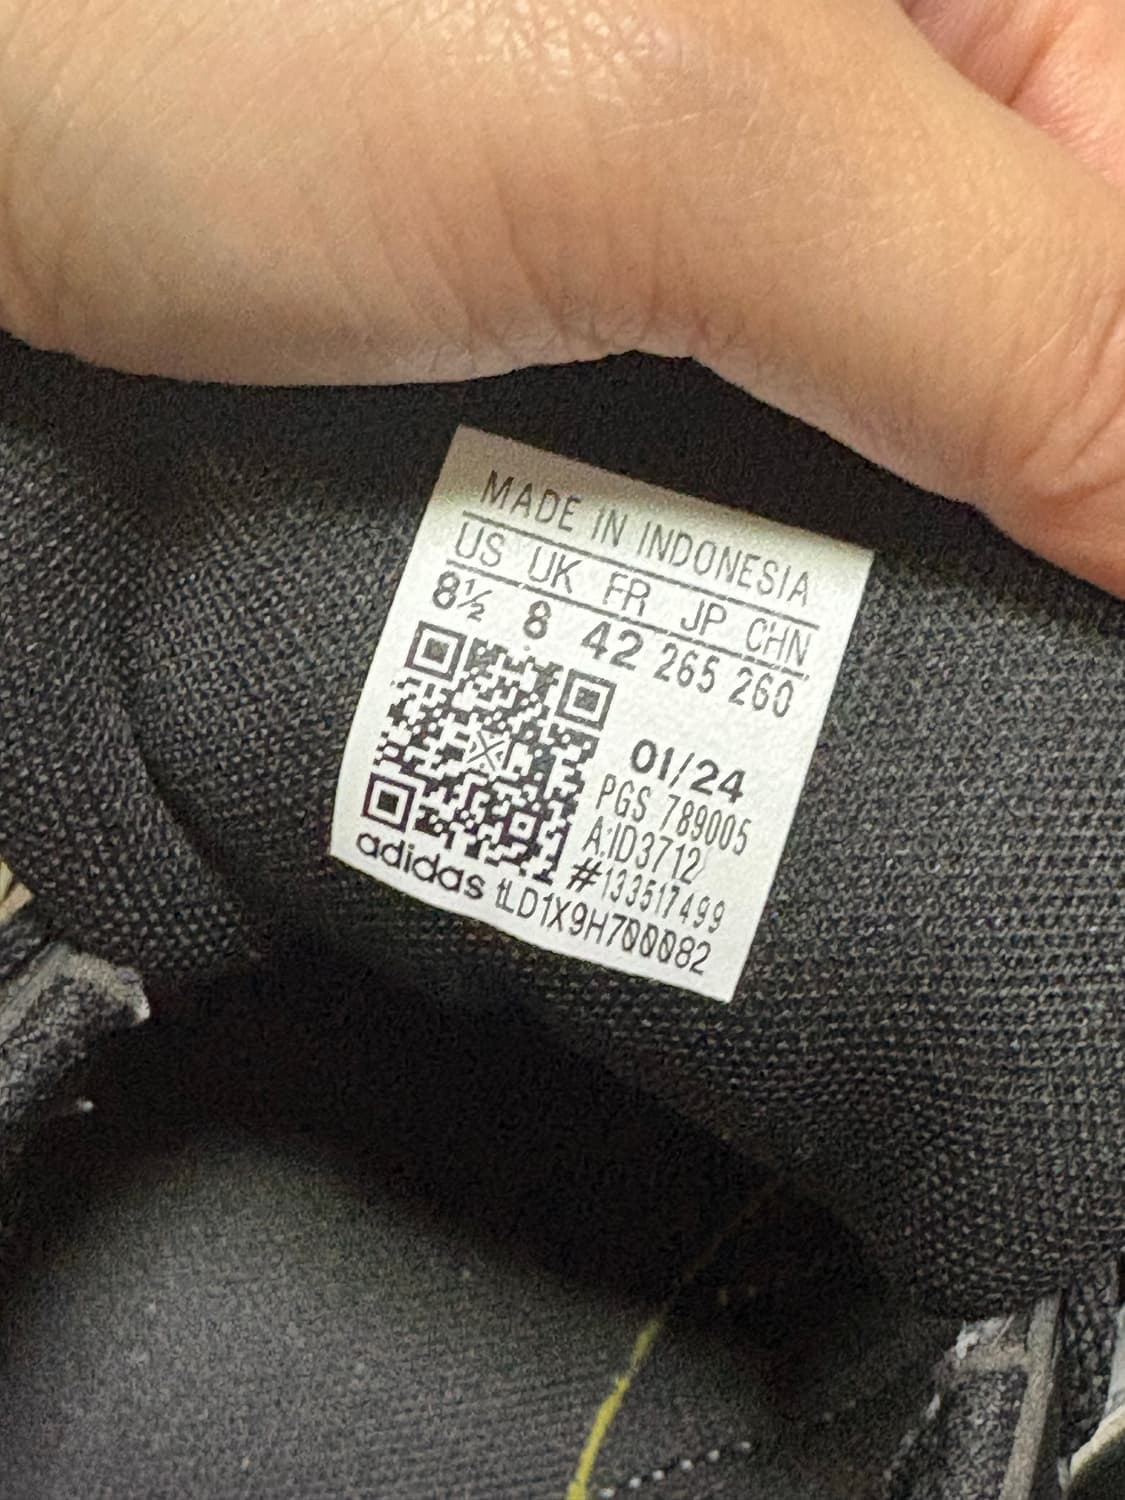 MADE IN INDONESIA
US UK FR JP CHN
8½ 8 42 265 260
01/24
PGS 789005
A:ID3712
#133517499
adidas tLD1X9H700082